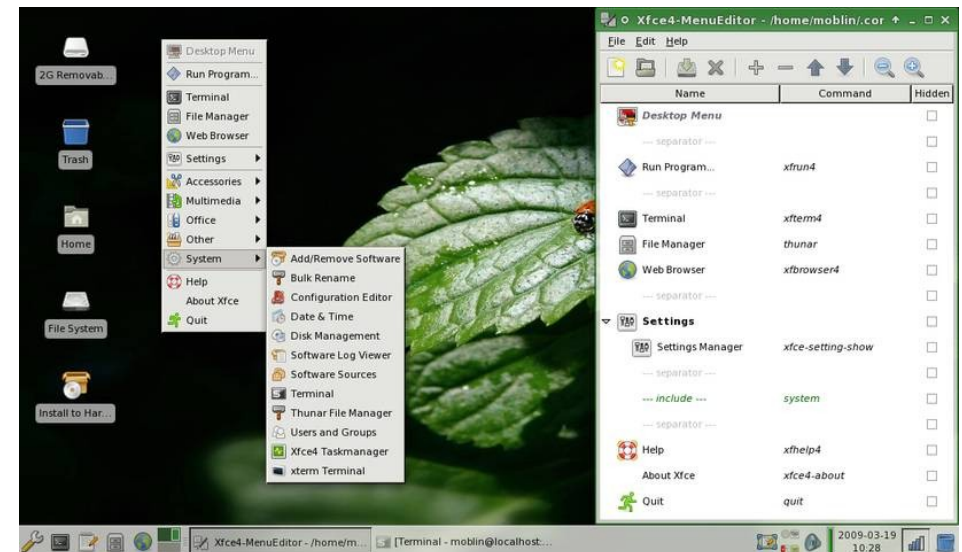 2G Removab...
Trash
Home
File System
Install to Har...
Desktop Menu
Run Program...
Terminal
File Manager
Web Browser
Settings
Accessories
Multimedia
Office
Other
System
Help
About Xfce
Quit
Add/Remove Software
Bulk Rename
Configuration Editor
Date & Time
Disk Management
Software Log Viewer
Software Sources
Terminal
Thunar File Manager
Users and Groups
Xfce4 Taskmanager
xterm Terminal
Xfce4-MenuEditor - /home/moblin/.cor
File Edit Help
Name Command Hidden
Desktop Menu
--- separator ---
Run Program... xfrun4
--- separator ---
Terminal xfterm4
File Manager thunar
Web Browser xfbrowser4
--- separator ---
Settings
Settings Manager xfce-setting-show
--- separator ---
--- include --- system
--- separator ---
Help xfhelp4
About Xfce xfce4-about
Quit quit
Xfce4-MenuEditor - /home/m...
[Terminal - moblin@localhost:...
2009-03-19
10:28